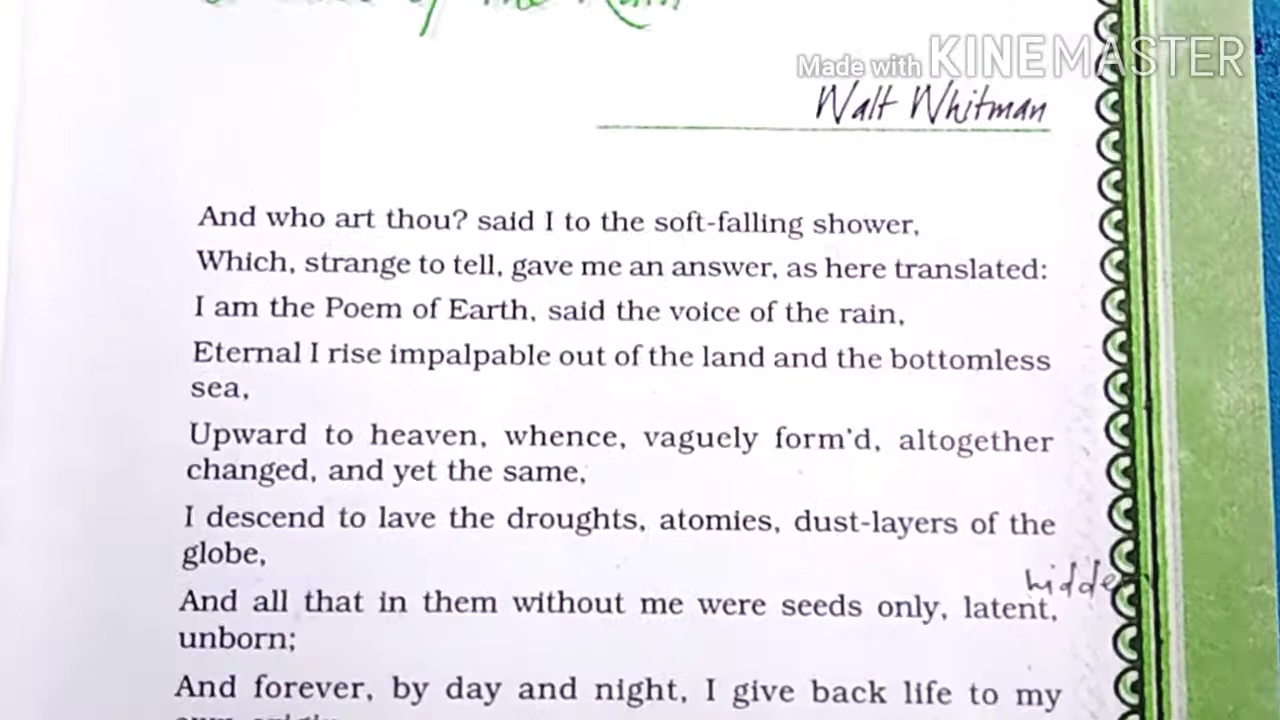 of the Rain
Made with KINEMASTER
Walt Whitman
And who art thou? said I to the soft-falling shower,
Which, strange to tell, gave me an answer, as here translated:
I am the Poem of Earth, said the voice of the rain,
Eternal I rise impalpable out of the land and the bottomless
sea,
Upward to heaven, whence, vaguely form'd, altogether
changed, and yet the same,
I descend to lave the droughts, atomies, dust-layers of the
globe,
hidde
And all that in them without me were seeds only, latent,
unborn;
And forever, by day and night, I give back life to my